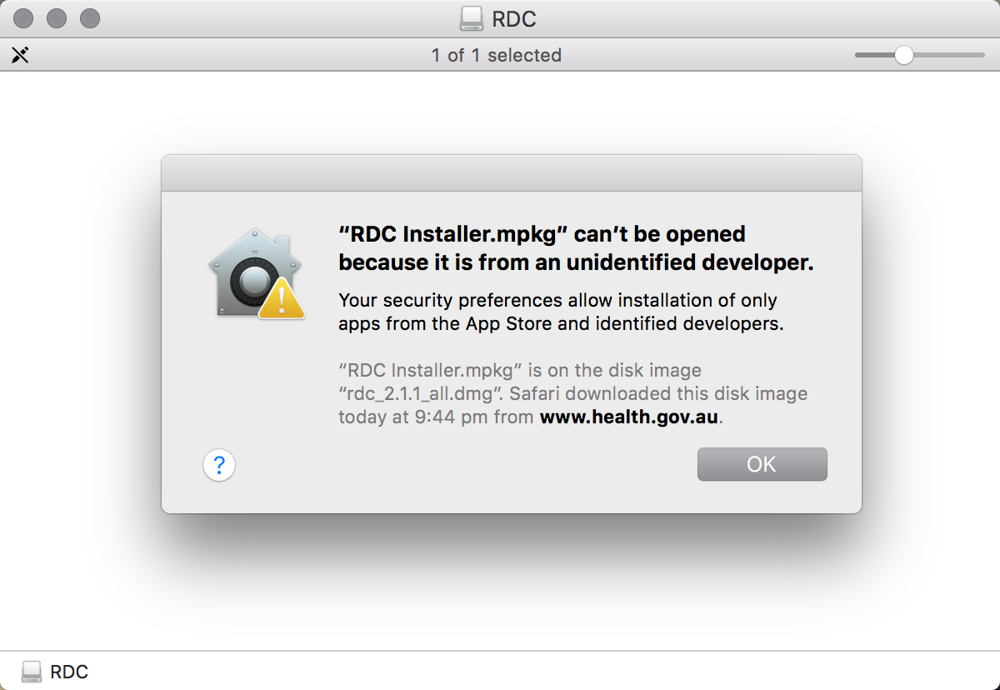 RDC
1 of 1 selected
“RDC Installer.mpkg” can’t be opened
because it is from an unidentified developer.
Your security preferences allow installation of only
apps from the App Store and identified developers.
“RDC Installer.mpkg” is on the disk image
“rdc_2.1.1_all.dmg”. Safari downloaded this disk image
today at 9:44 pm from www.health.gov.au.
?
OK
RDC